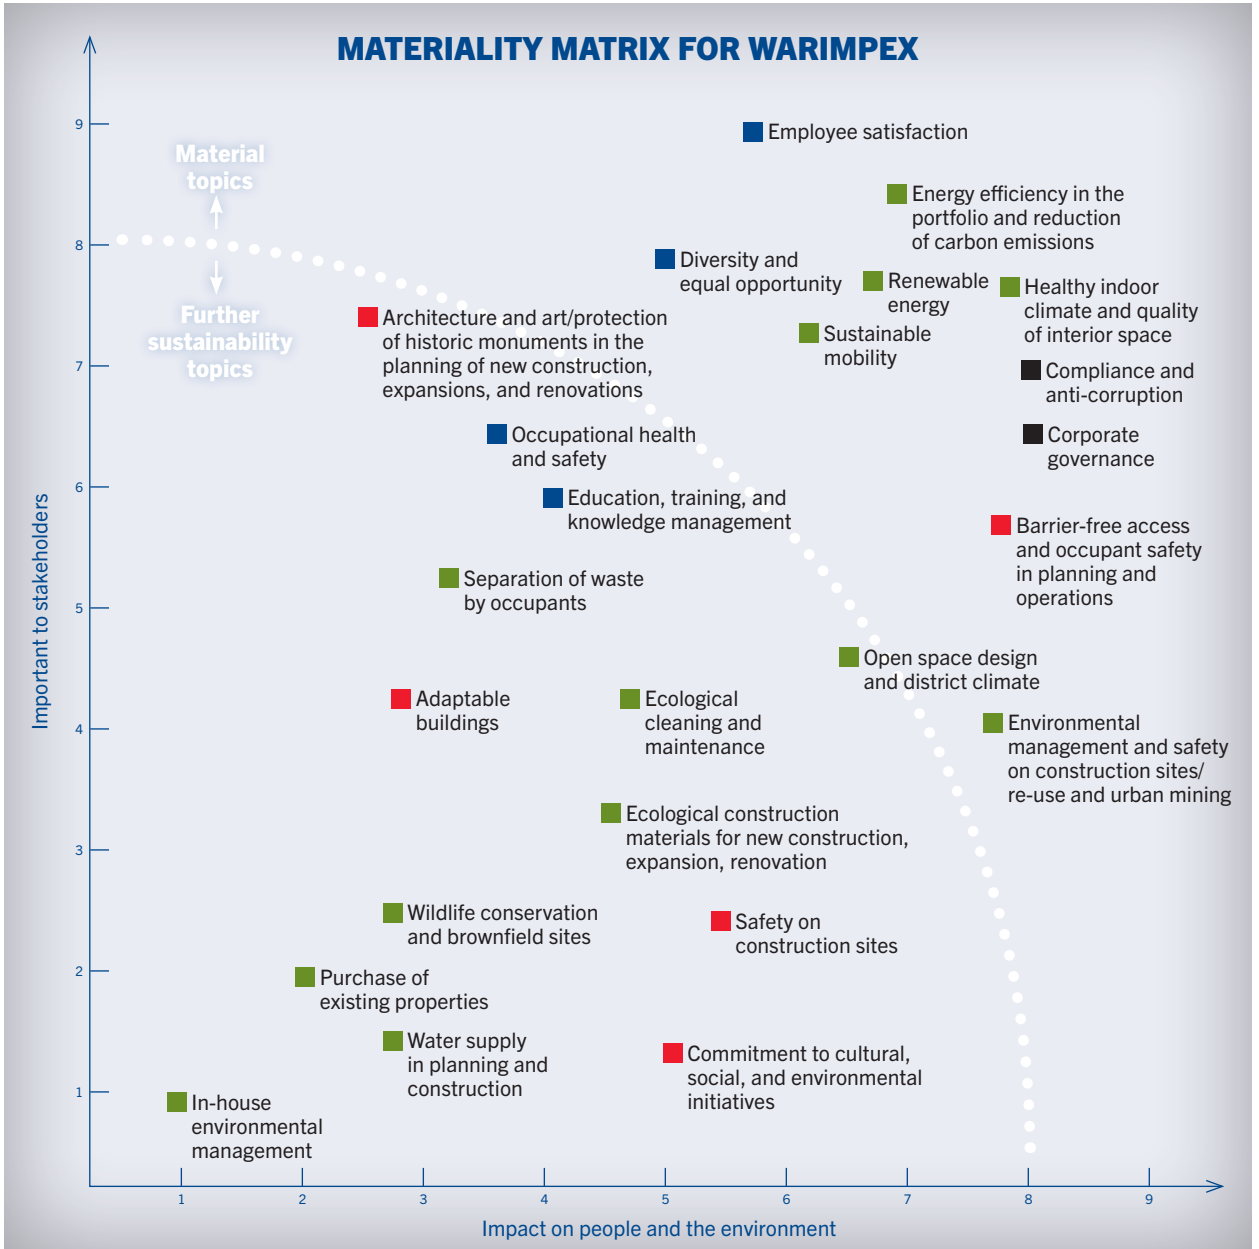 MATERIALITY MATRIX FOR WARIMPEX
9
8
7
6
5
4
3
2
1
Important to stakeholders
Material
topics
Further
sustainability
topics
Employee satisfaction
Energy efficiency in the
portfolio and reduction
of carbon emissions
Diversity and
equal opportunity
Renewable
energy
Healthy indoor
climate and quality
of interior space
Architecture and art/protection
of historic monuments in the
planning of new construction,
expansions, and renovations
Sustainable
mobility
Compliance and
anti-corruption
Occupational health
and safety
Corporate
governance
Education, training, and
knowledge management
Barrier-free access
and occupant safety
in planning and
operations
Separation of waste
by occupants
Open space design
and district climate
Adaptable
buildings
Ecological
cleaning and
maintenance
Environmental
management and safety
on construction sites/
re-use and urban mining
Ecological construction
materials for new construction,
expansion, renovation
Wildlife conservation
and brownfield sites
Safety on
construction sites
Purchase of
existing properties
Water supply
in planning and
construction
Commitment to cultural,
social, and environmental
initiatives
In-house
environmental
management
1 2 3 4 5 6 7 8 9
Impact on people and the environment